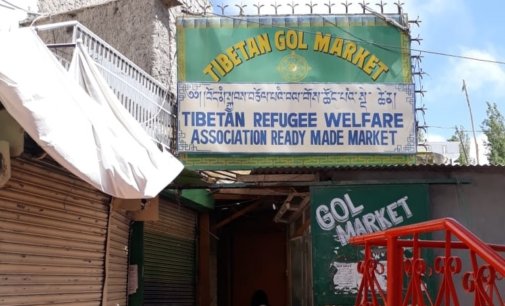 TIBETAN GOL MARKET
TIBETAN REFUGEE WELFARE
ASSOCIATION READY MADE MARKET
GOL
MARKET